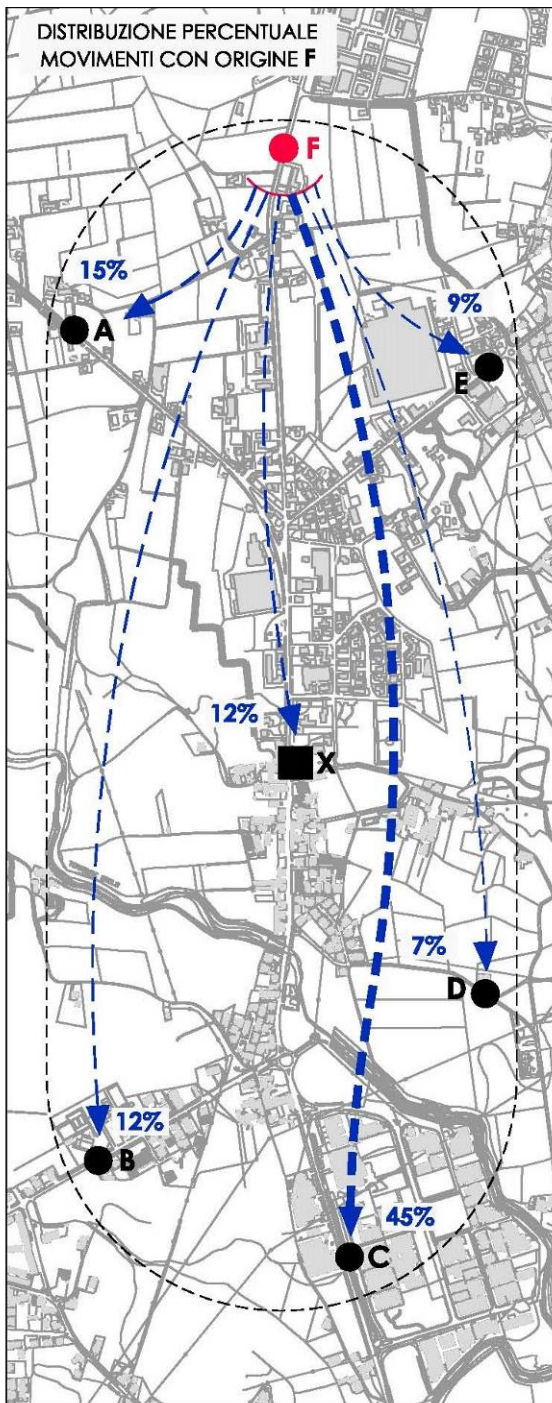 DISTRIBUZIONE PERCENTUALE
MOVIMENTI CON ORIGINE F
F
15%
A
9%
E
12%
X
7%
D
12%
B
45%
C